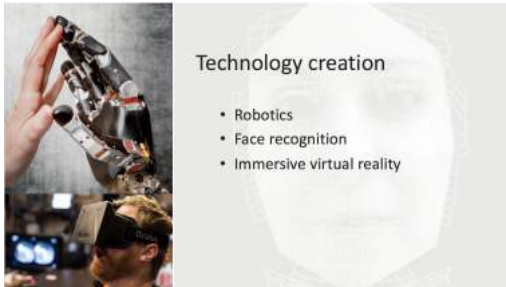 Technology creation
• Robotics
• Face recognition
• Immersive virtual reality